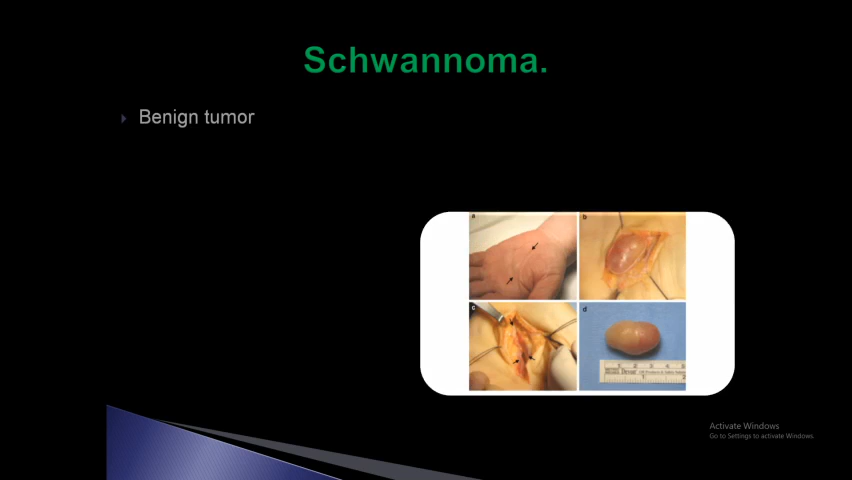 Schwannoma.
Benign tumor
a
b
c
d
Activate Windows
Go to Settings to activate Windows.